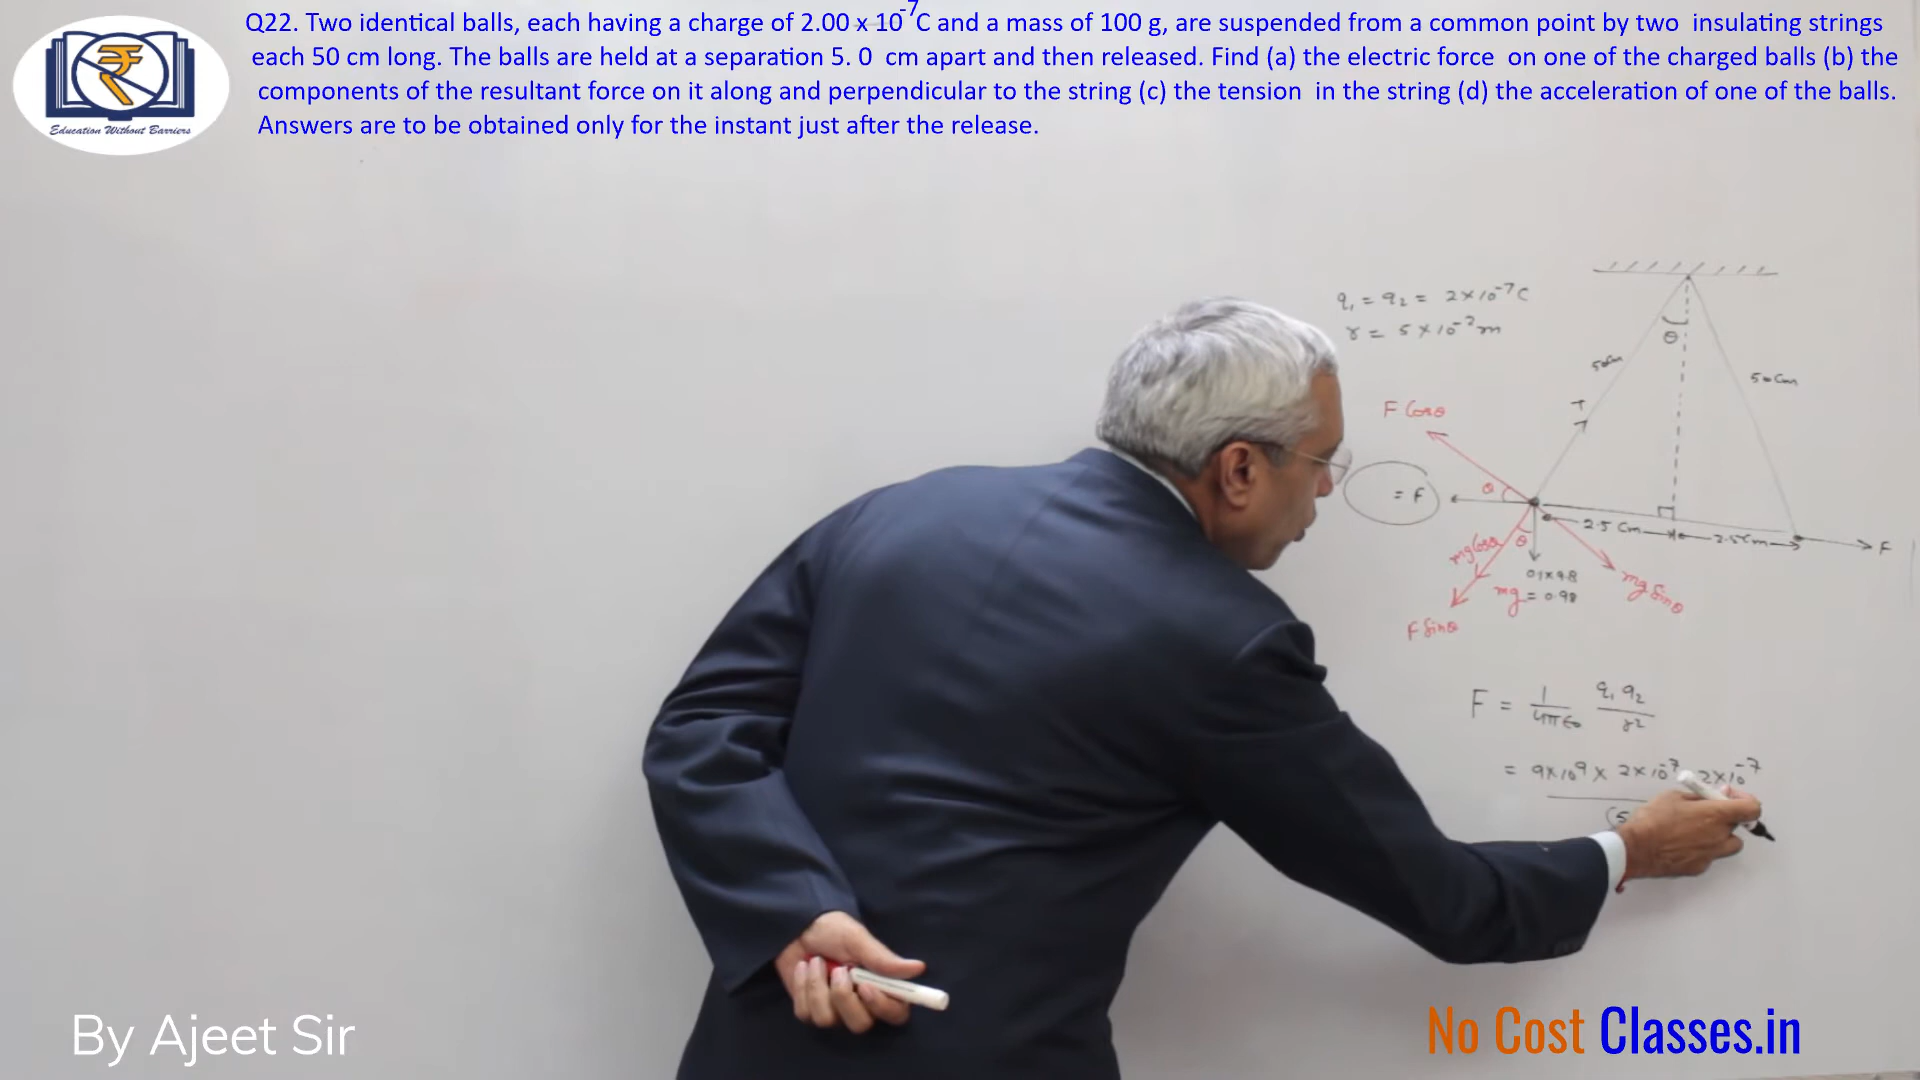 Q22. Two identical balls, each having a charge of 2.00 x 10⁻⁷C and a mass of 100 g, are suspended from a common point by two insulating strings
each 50 cm long. The balls are held at a separation 5. 0 cm apart and then released. Find (a) the electric force on one of the charged balls (b) the
components of the resultant force on it along and perpendicular to the string (c) the tension in the string (d) the acceleration of one of the balls.
Answers are to be obtained only for the instant just after the release.
Education Without Barriers
q₁ = q₂ = 2×10⁻⁷C
r = 5×10⁻²m
θ
50cm
50cm
T
F cosθ
θ
= F
2.5 cm
2.5cm
F
mgcosθ
θ
0.1×9.8
mg = 0.98
mg sinθ
F sinθ
F = 1/4πε₀ q₁q₂/r²
= 9×10⁹ × 2×10⁻⁷ 2×10⁻⁷
(5
By Ajeet Sir
No Cost Classes.in